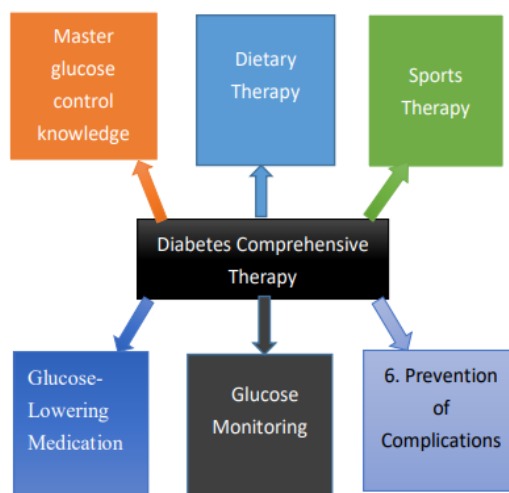 Master
glucose
control
knowledge
Dietary
Therapy
Sports
Therapy
Diabetes Comprehensive
Therapy
Glucose-
Lowering
Medication
Glucose
Monitoring
6. Prevention
of
Complications